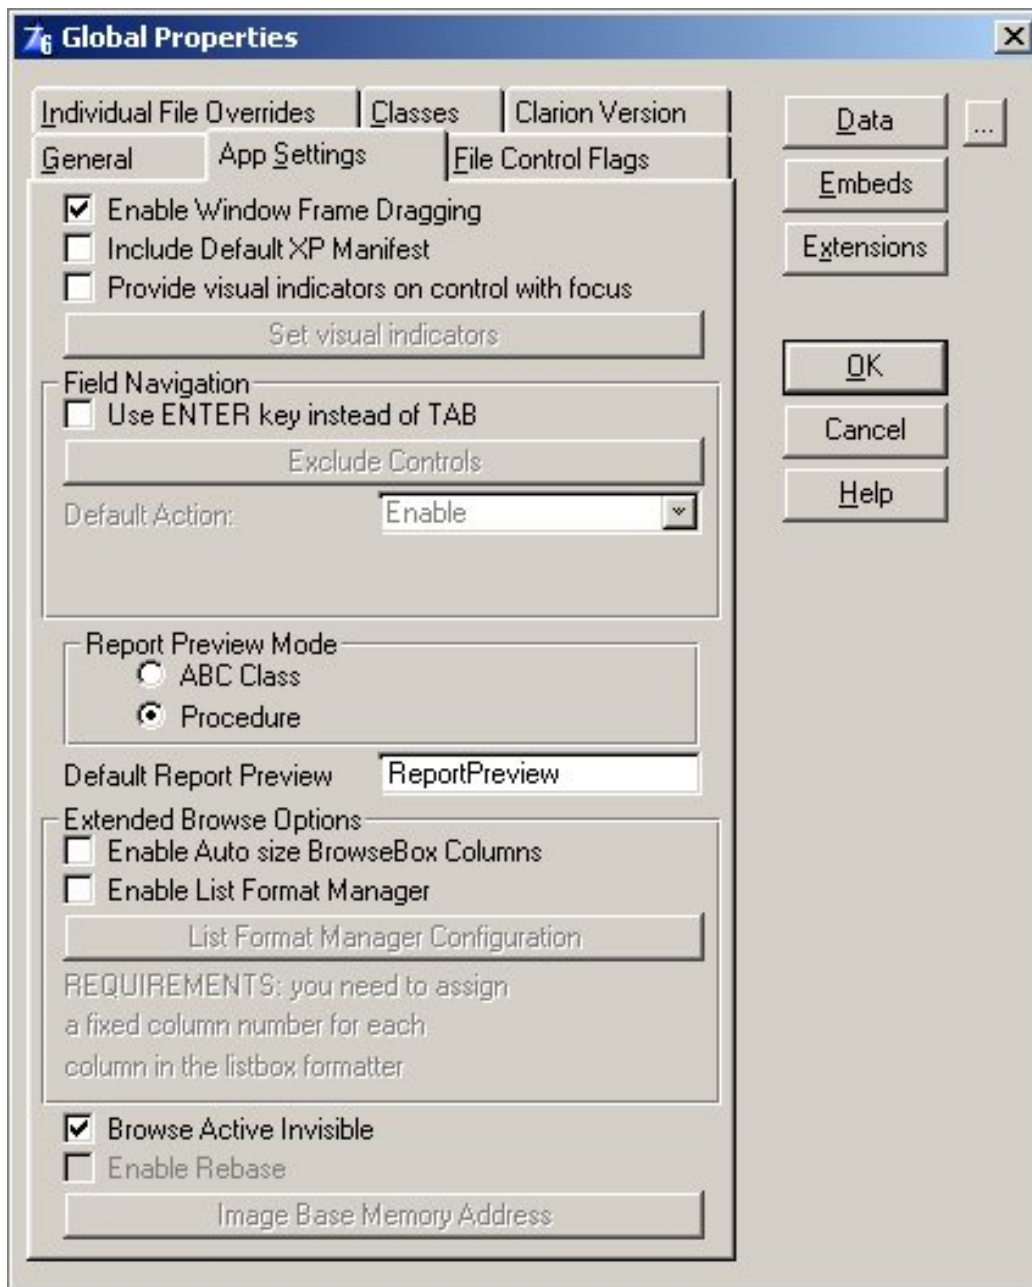 Global Properties
Individual File Overrides
Classes
Clarion Version
General
App Settings
File Control Flags
Enable Window Frame Dragging
Include Default XP Manifest
Provide visual indicators on control with focus
Set visual indicators
Field Navigation
Use ENTER key instead of TAB
Exclude Controls
Default Action:
Enable
Report Preview Mode
ABC Class
Procedure
Default Report Preview
ReportPreview
Extended Browse Options
Enable Auto size BrowseBox Columns
Enable List Format Manager
List Format Manager Configuration
REQUIREMENTS: you need to assign
a fixed column number for each
column in the listbox formatter
Browse Active Invisible
Enable Rebase
Image Base Memory Address
Data
...
Embeds
Extensions
OK
Cancel
Help